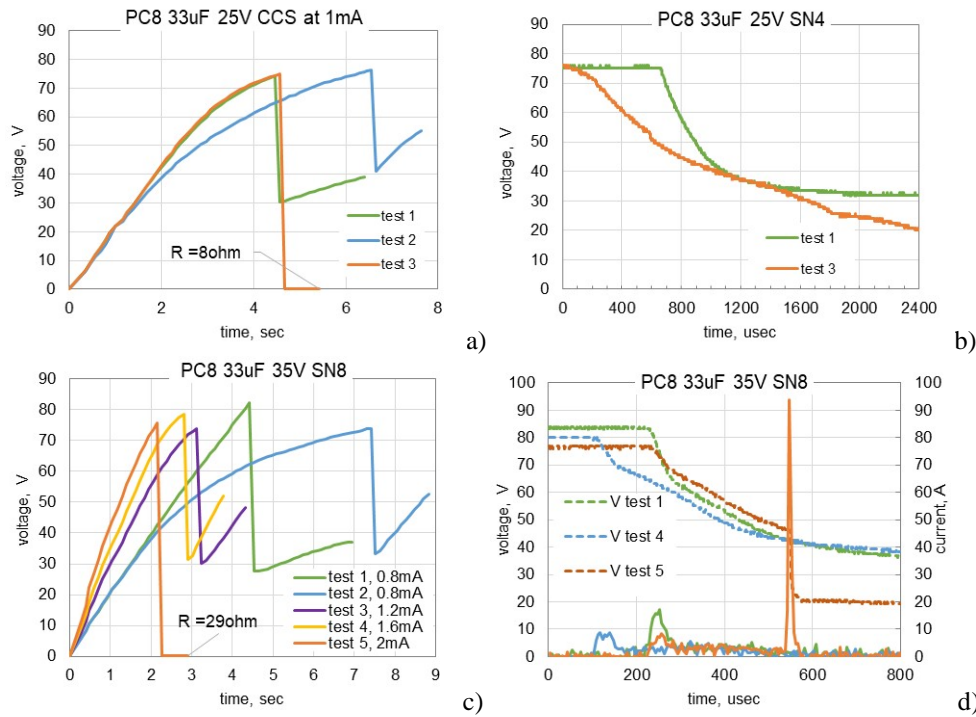 PC8 33uF 25V CCS at 1mA
90
80
70
60
50
40
30
20
10
0
voltage, V
test 1
test 2
test 3
R =8ohm
0 2 4 6 8
time, sec
a)
PC8 33uF 25V SN4
90
80
70
60
50
40
30
20
10
0
voltage, V
test 1
test 3
0 400 800 1200 1600 2000 2400
time, usec
b)
PC8 33uF 35V SN8
90
80
70
60
50
40
30
20
10
0
voltage, V
R =29ohm
test 1, 0.8mA
test 2, 0.8mA
test 3, 1.2mA
test 4, 1.6mA
test 5, 2mA
0 1 2 3 4 5 6 7 8 9
time, sec
c)
PC8 33uF 35V SN8
100
90
80
70
60
50
40
30
20
10
0
voltage, V
V test 1
V test 4
V test 5
100
90
80
70
60
50
40
30
20
10
0
current, A
0 200 400 600 800
time, usec
d)